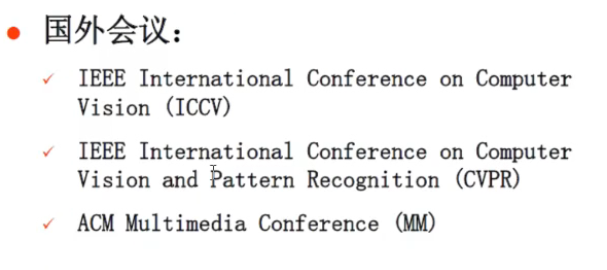 国外会议：
IEEE International Conference on Computer
Vision (ICCV)
IEEE International Conference on Computer
Vision and Pattern Recognition (CVPR)
ACM Multimedia Conference (MM)